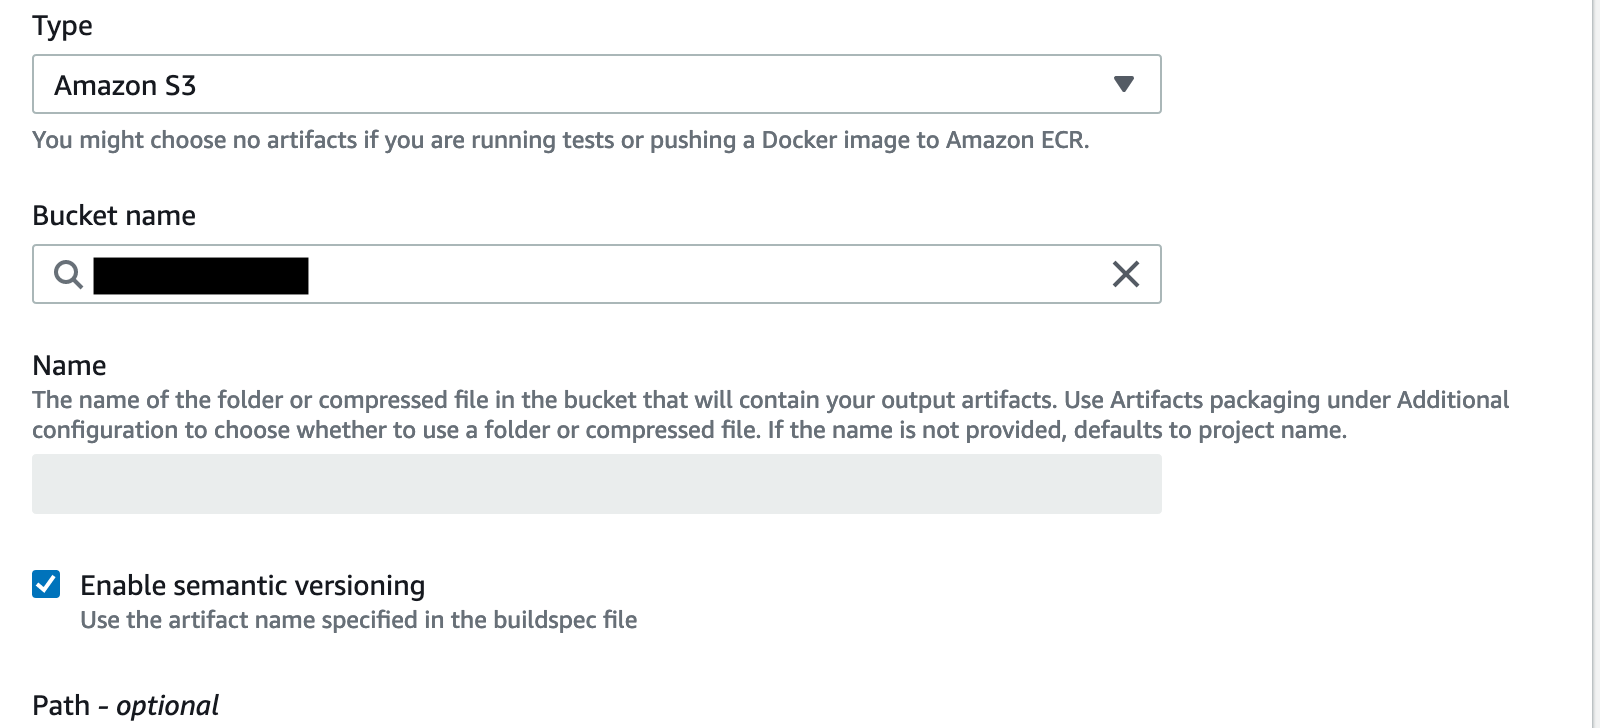 Type
Amazon S3
You might choose no artifacts if you are running tests or pushing a Docker image to Amazon ECR.
Bucket name
Name
The name of the folder or compressed file in the bucket that will contain your output artifacts. Use Artifacts packaging under Additional
configuration to choose whether to use a folder or compressed file. If the name is not provided, defaults to project name.
Enable semantic versioning
Use the artifact name specified in the buildspec file
Path - optional